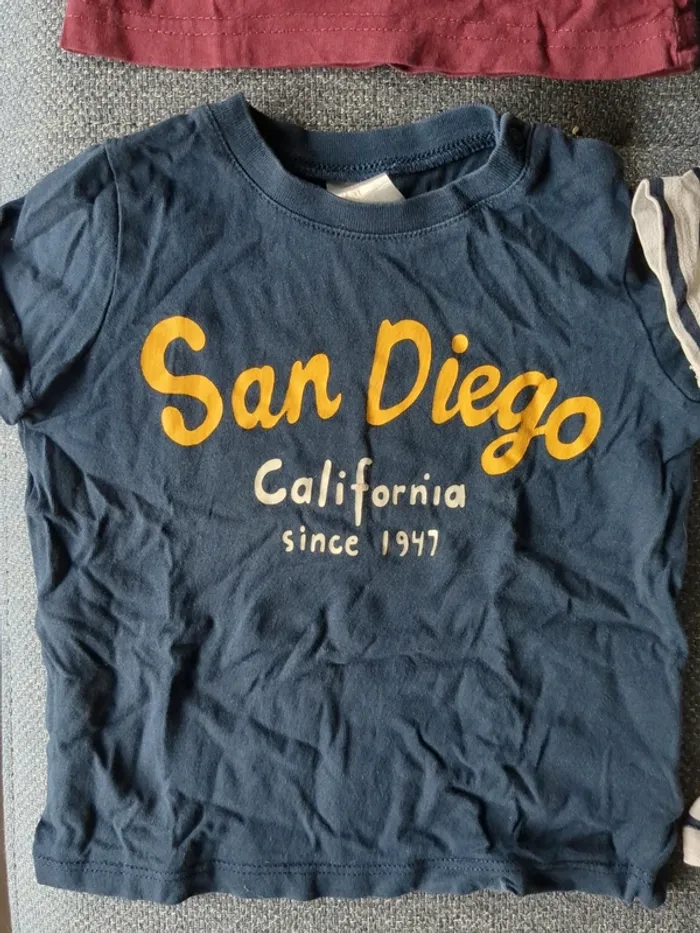 San Diego
California
since 1947